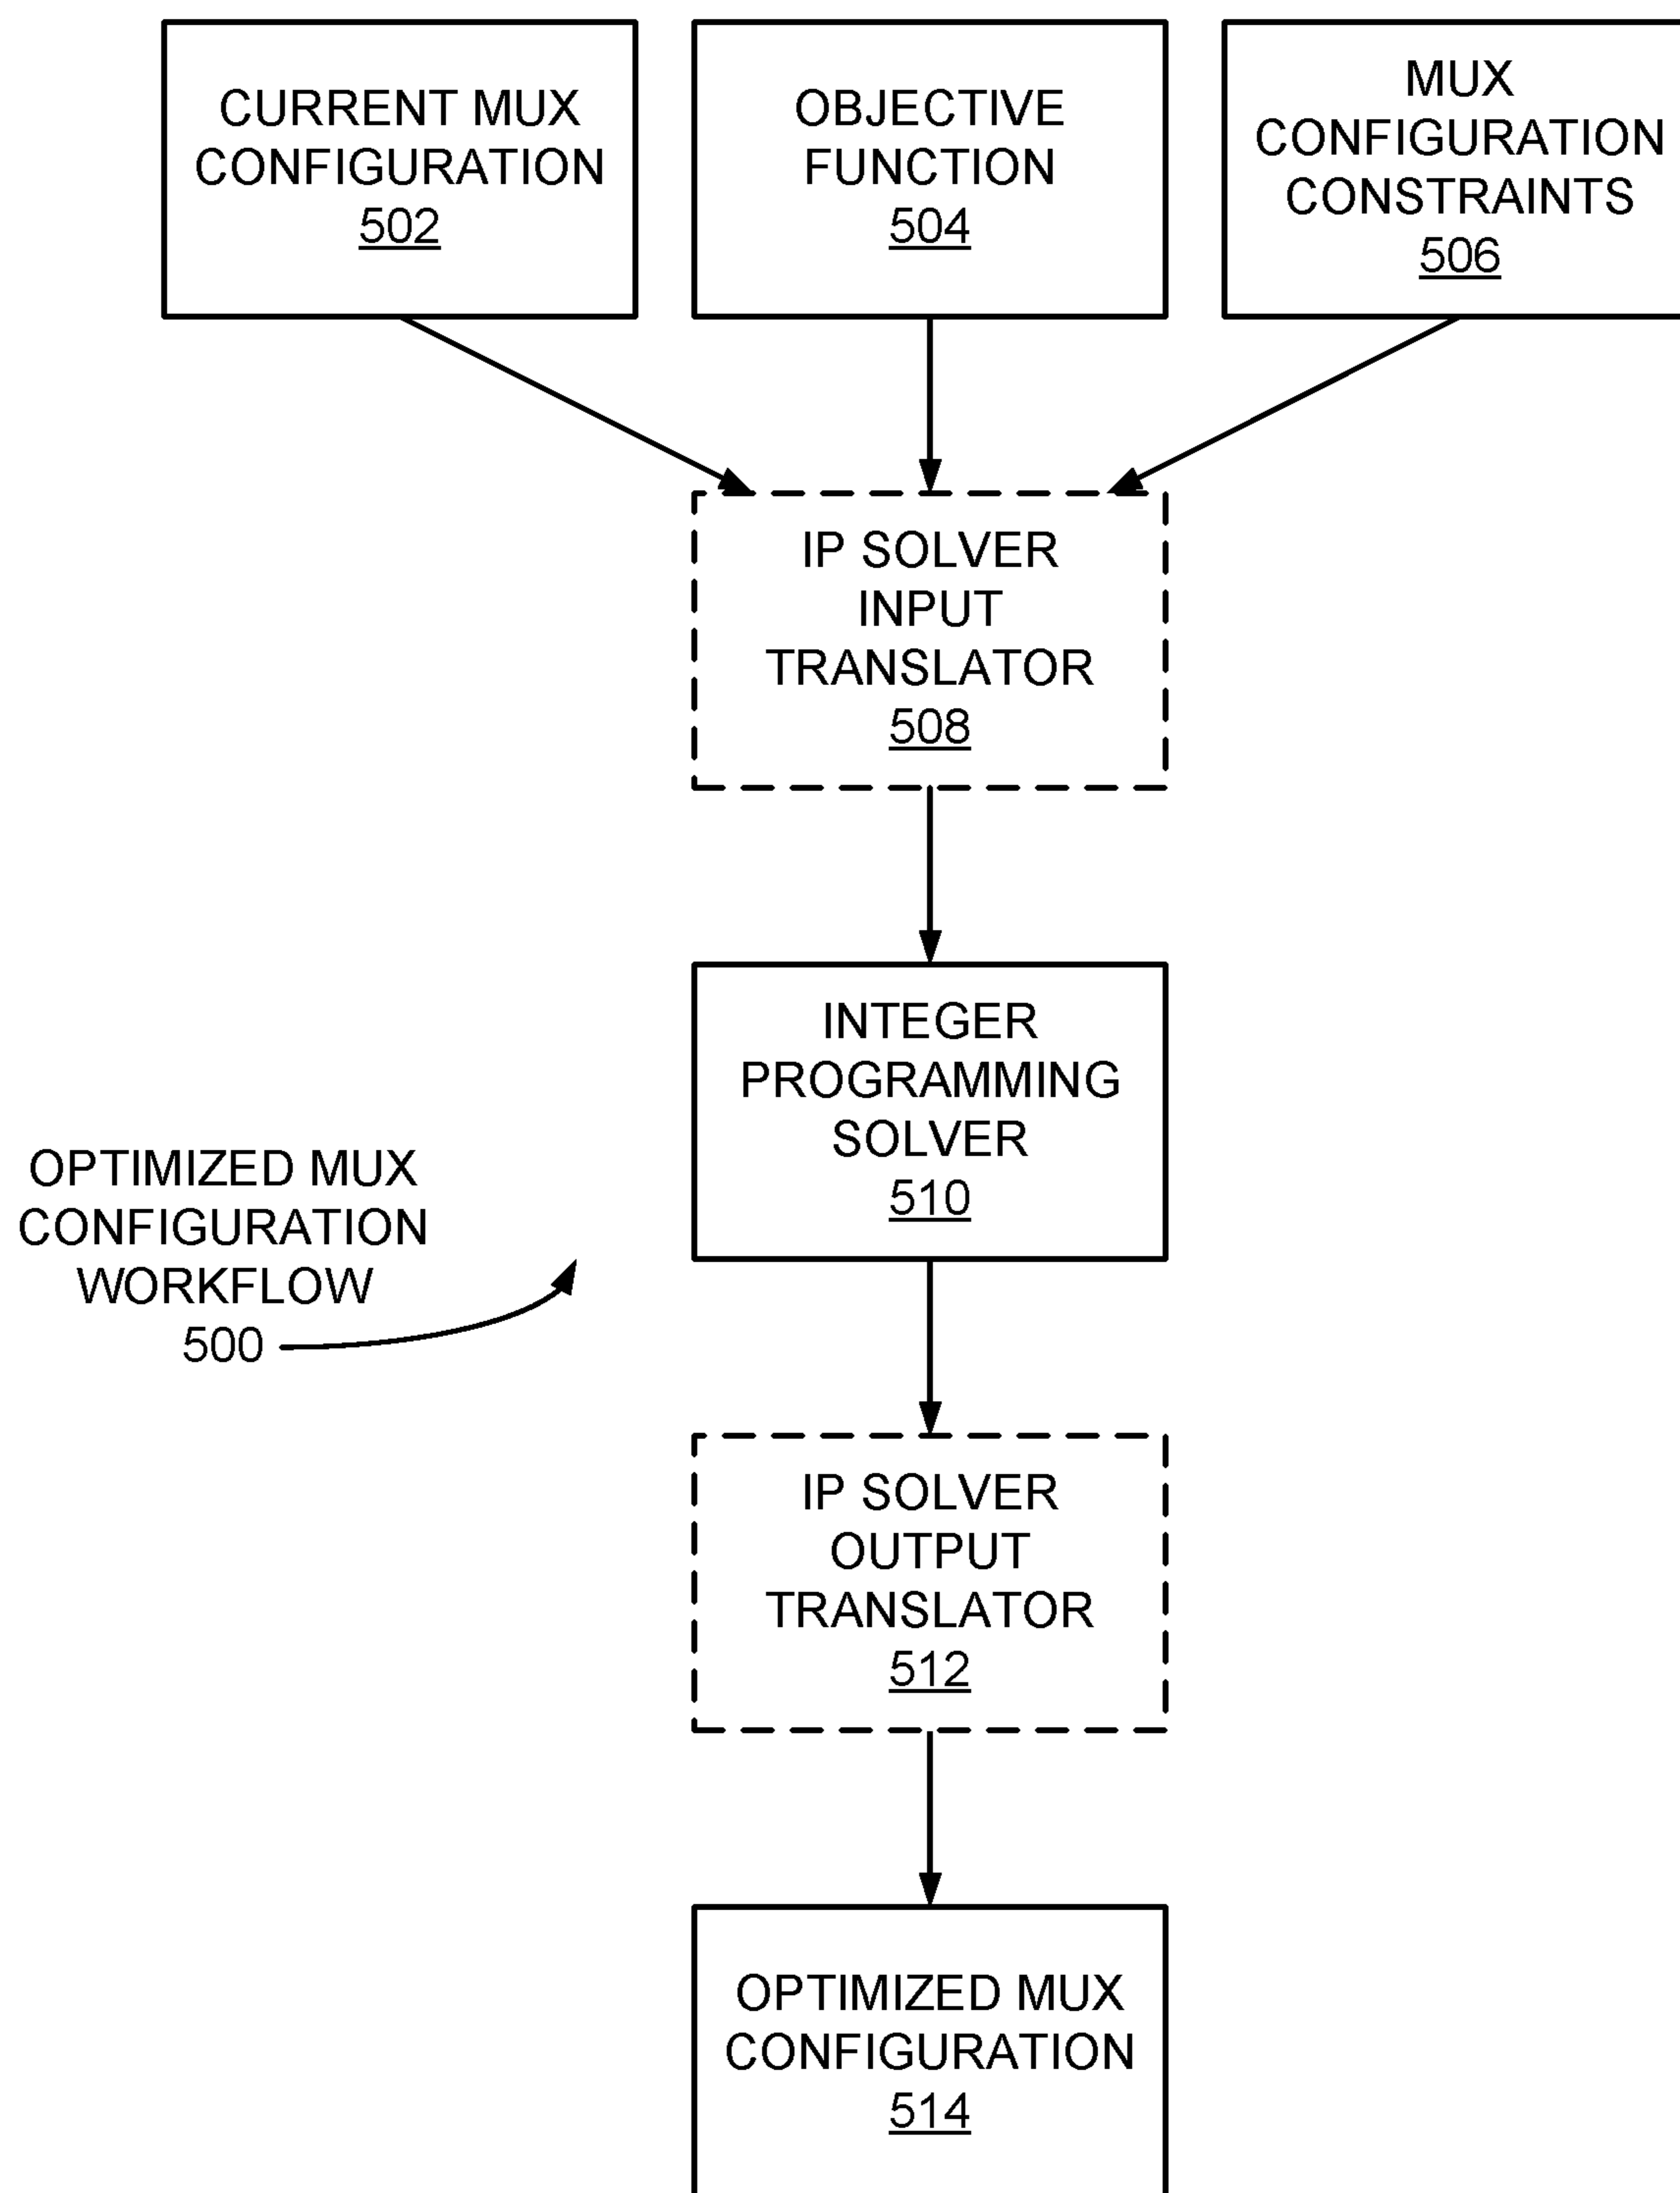 CURRENT MUX
CONFIGURATION
502
OBJECTIVE
FUNCTION
504
MUX
CONFIGURATION
CONSTRAINTS
506
IP SOLVER
INPUT
TRANSLATOR
508
INTEGER
PROGRAMMING
SOLVER
510
OPTIMIZED MUX
CONFIGURATION
WORKFLOW
500
IP SOLVER
OUTPUT
TRANSLATOR
512
OPTIMIZED MUX
CONFIGURATION
514